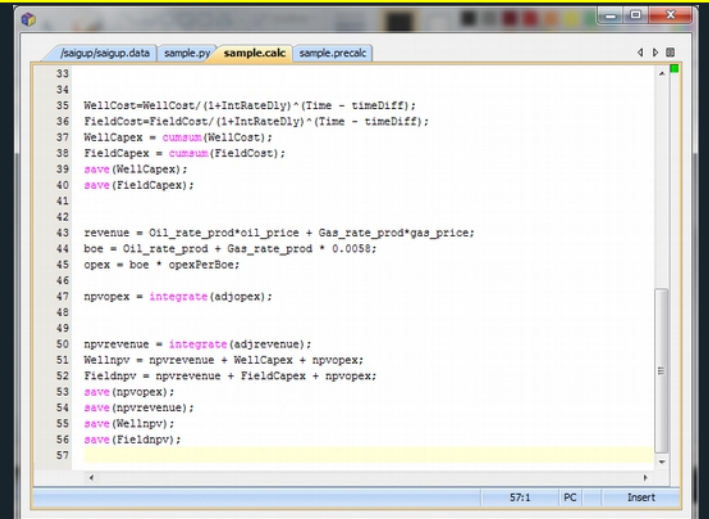 /saigup/saigup.data sample.py sample.calc sample.precalc
33
34
35 WellCost=WellCost/(1+IntRateDly)^(Time - timeDiff);
36 FieldCost=FieldCost/(1+IntRateDly)^(Time - timeDiff);
37 WellCapex = cumsum(WellCost);
38 FieldCapex = cumsum(FieldCost);
39 save(WellCapex);
40 save(FieldCapex);
41
42
43 revenue = Oil_rate_prod*oil_price + Gas_rate_prod*gas_price;
44 boe = Oil_rate_prod + Gas_rate_prod * 0.0058;
45 opex = boe * opexPerBoe;
46
47 npvopex = integrate(adjopex);
48
49
50 npvrevenue = integrate(adjrevenue);
51 Wellnpv = npvrevenue + WellCapex + npvopex;
52 Fieldnpv = npvrevenue + FieldCapex + npvopex;
53 save(npvopex);
54 save(npvrevenue);
55 save(Wellnpv);
56 save(Fieldnpv);
57
57:1 PC Insert